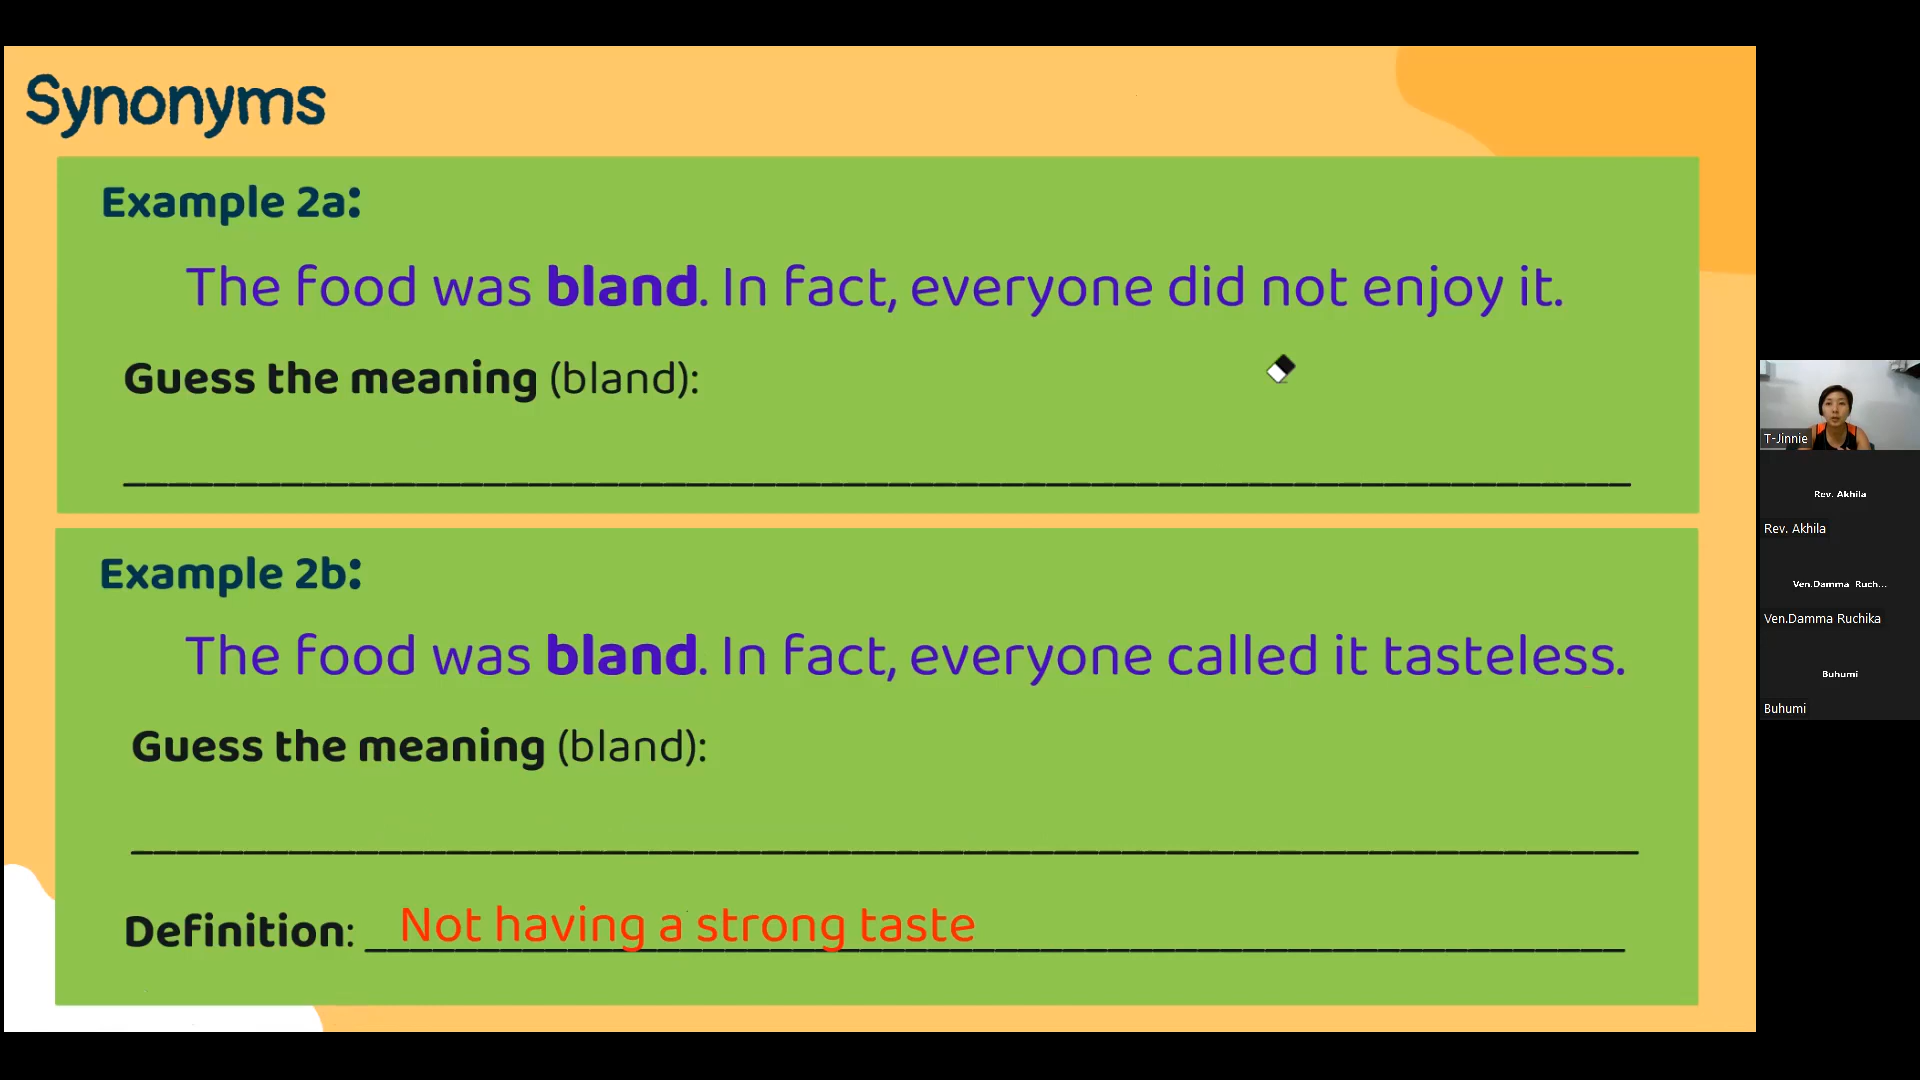 Synonyms
Example 2a:
The food was bland. In fact, everyone did not enjoy it.
Guess the meaning (bland):
Example 2b:
The food was bland. In fact, everyone called it tasteless.
Guess the meaning (bland):
Definition: Not having a strong taste
T-Jinnie
Rev. Akhila
Rev. Akhila
Ven.Damma Ruch...
Ven.Damma Ruchika
Buhumi
Buhumi